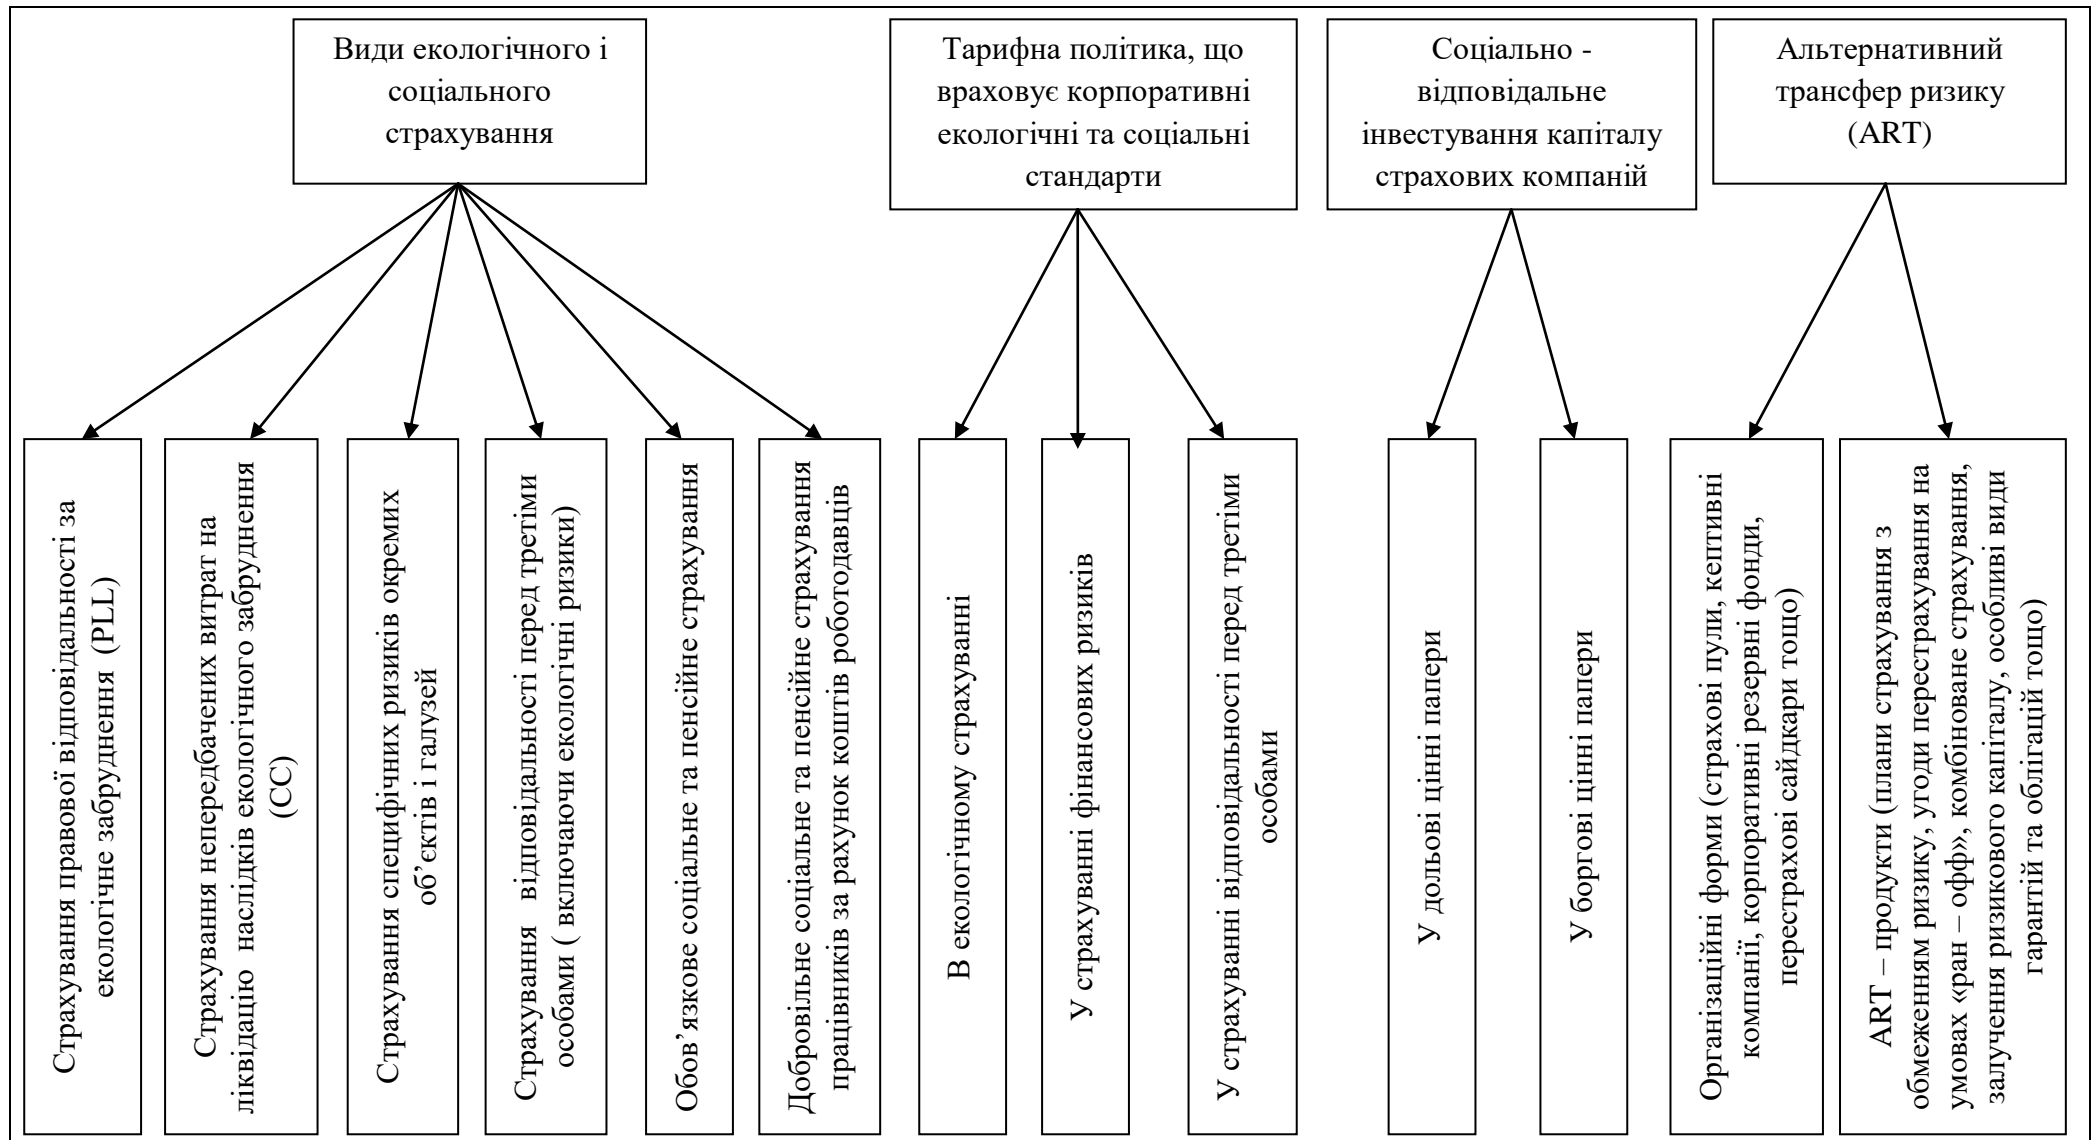 Види екологічного і
соціального
страхування
Тарифна політика, що
враховує корпоративні
екологічні та соціальні
стандарти
Соціально -
відповідальне
інвестування капіталу
страхових компаній
Альтернативний
трансфер ризику
(ART)
Страхування правової відповідальності за
екологічне забруднення (PLL)
Страхування непередбачених витрат на
ліквідацію наслідків екологічного забруднення
(CC)
Страхування специфічних ризиків окремих
об’єктів і галузей
Страхування відповідальності перед третіми
особами ( включаючи екологічні ризики)
Обов’язкове соціальне та пенсійне страхування
Добровільне соціальне та пенсійне страхування
працівників за рахунок коштів роботодавців
В екологічному страхуванні
У страхуванні фінансових ризиків
У страхуванні відповідальності перед третіми
особами
У дольові цінні папери
У боргові цінні папери
Організаційні форми (страхові пули, кептивні
компанії, корпоративні резервні фонди,
перестрахові сайдкари тощо)
ART – продукти (плани страхування з
обмеженням ризику, угоди перестрахування на
умовах «ран – офф», комбіноване страхування,
залучення ризикового капіталу, особливі види
гарантій та облігацій тощо)